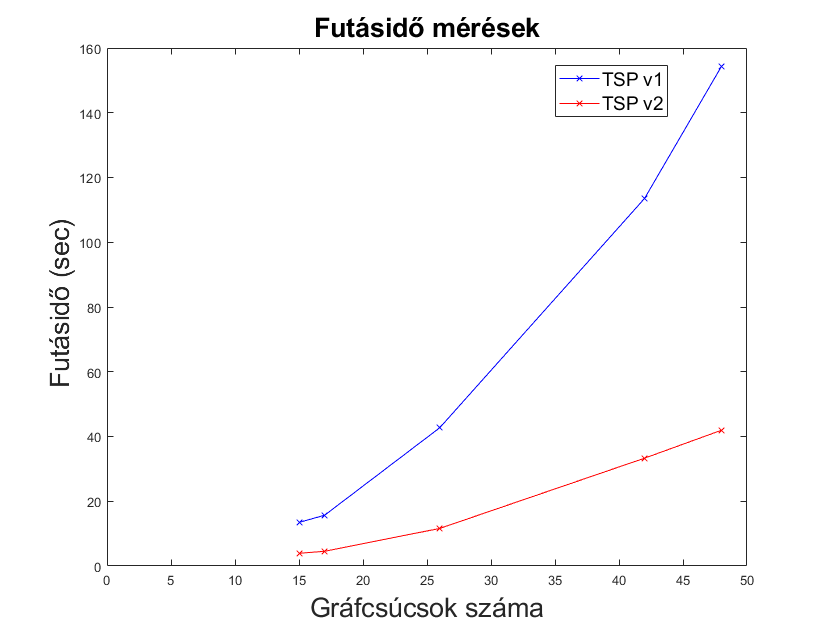 Futásidő mérések
TSP v1
TSP v2
Futásidő (sec)
160
140
120
100
80
60
40
20
0
0 5 10 15 20 25 30 35 40 45 50
Gráfcsúcsok száma